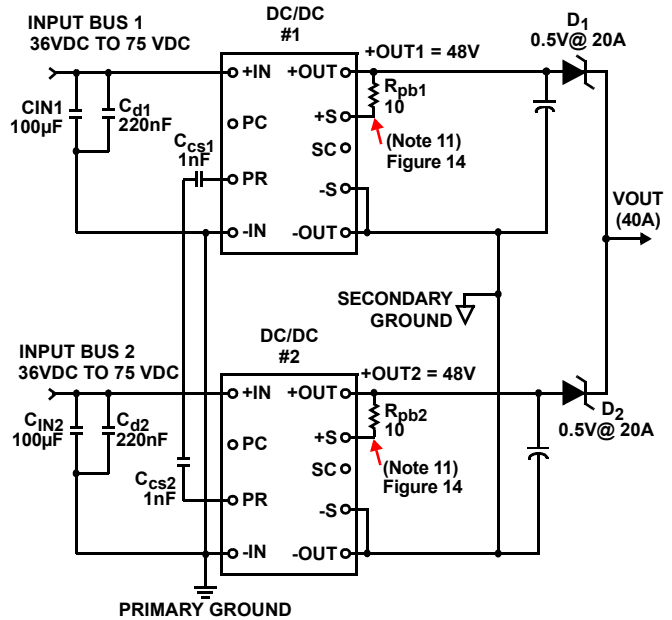 INPUT BUS 1
36VDC TO 75 VDC
DC/DC
#1
+OUT1 = 48V
D1
0.5V@ 20A
+IN
+OUT
CIN1
100µF
Cd1
220nF
Rpb1
10
PC
+S
(Note 11)
Figure 14
Ccs1
1nF
SC
PR
-S
VOUT
(40A)
-IN
-OUT
SECONDARY
GROUND
DC/DC
#2
INPUT BUS 2
36VDC TO 75 VDC
+OUT2 = 48V
+IN
+OUT
D2
0.5V@ 20A
CIN2
100µF
Cd2
220nF
Rpb2
10
PC
+S
(Note 11)
Figure 14
Ccs2
1nF
SC
PR
-S
-IN
-OUT
PRIMARY GROUND